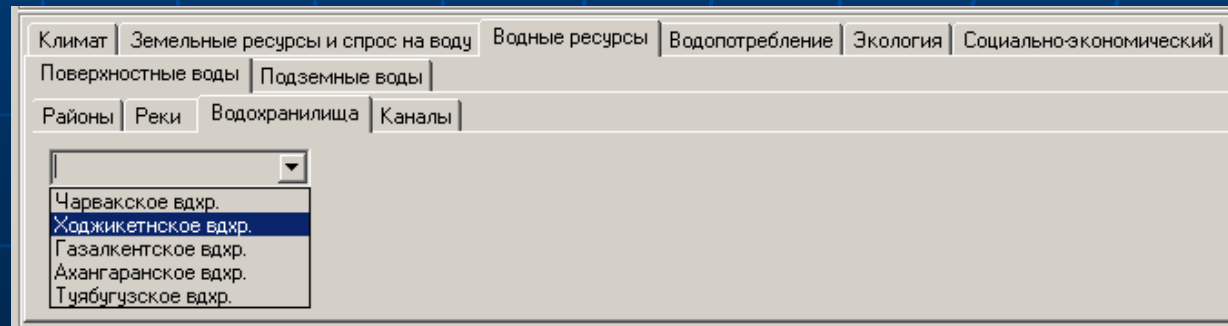 Климат Земельные ресурсы и спрос на воду Водные ресурсы Водопотребление Экология Социально-экономический
Поверхностные воды Подземные воды
Районы Реки Водохранилища Каналы
Чарвакское вдхр.
Ходжикетнское вдхр.
Газалкентское вдхр.
Ахангаранское вдхр.
Туябугузское вдхр.